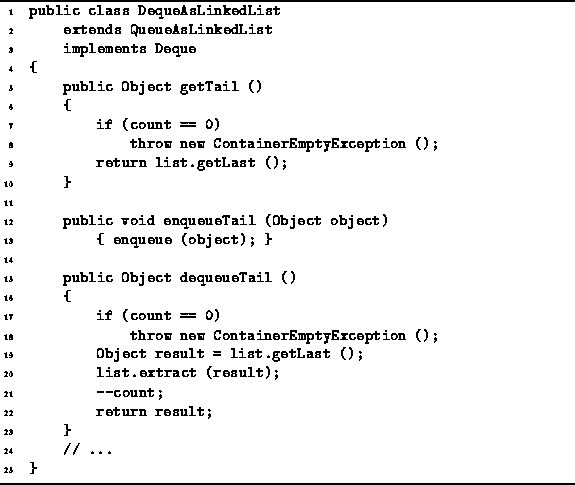 1 public class DequeAsLinkedList
2     extends QueueAsLinkedList
3     implements Deque
4 {
5     public Object getTail ()
6     {
7         if (count == 0)
8             throw new ContainerEmptyException ();
9         return list.getLast ();
10     }
11
12     public void enqueueTail (Object object)
13         { enqueue (object); }
14
15     public Object dequeueTail ()
16     {
17         if (count == 0)
18             throw new ContainerEmptyException ();
19         Object result = list.getLast ();
20         list.extract (result);
21         --count;
22         return result;
23     }
24     // ...
25 }